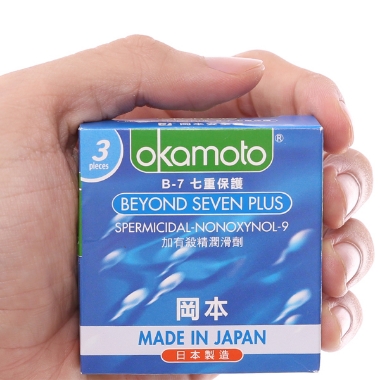 3
pieces
okamoto®
B-7 七重保護
BEYOND SEVEN PLUS
SPERMICIDAL-NONOXYNOL-9
加有殺精潤滑劑
岡本
MADE IN JAPAN
日本製造